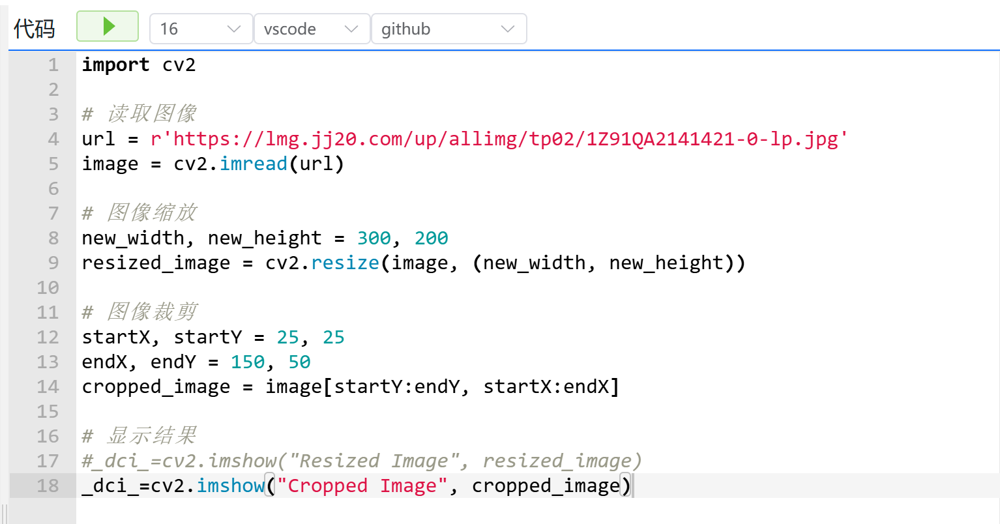 代码 16 vscode github
1 import cv2
2
3 # 读取图像
4 url = r'https://lmg.jj20.com/up/allimg/tp02/1Z91QA2141421-0-lp.jpg'
5 image = cv2.imread(url)
6
7 # 图像缩放
8 new_width, new_height = 300, 200
9 resized_image = cv2.resize(image, (new_width, new_height))
10
11 # 图像裁剪
12 startX, startY = 25, 25
13 endX, endY = 150, 50
14 cropped_image = image[startY:endY, startX:endX]
15
16 # 显示结果
17 #_dci_=cv2.imshow("Resized Image", resized_image)
18 _dci_=cv2.imshow("Cropped Image", cropped_image)